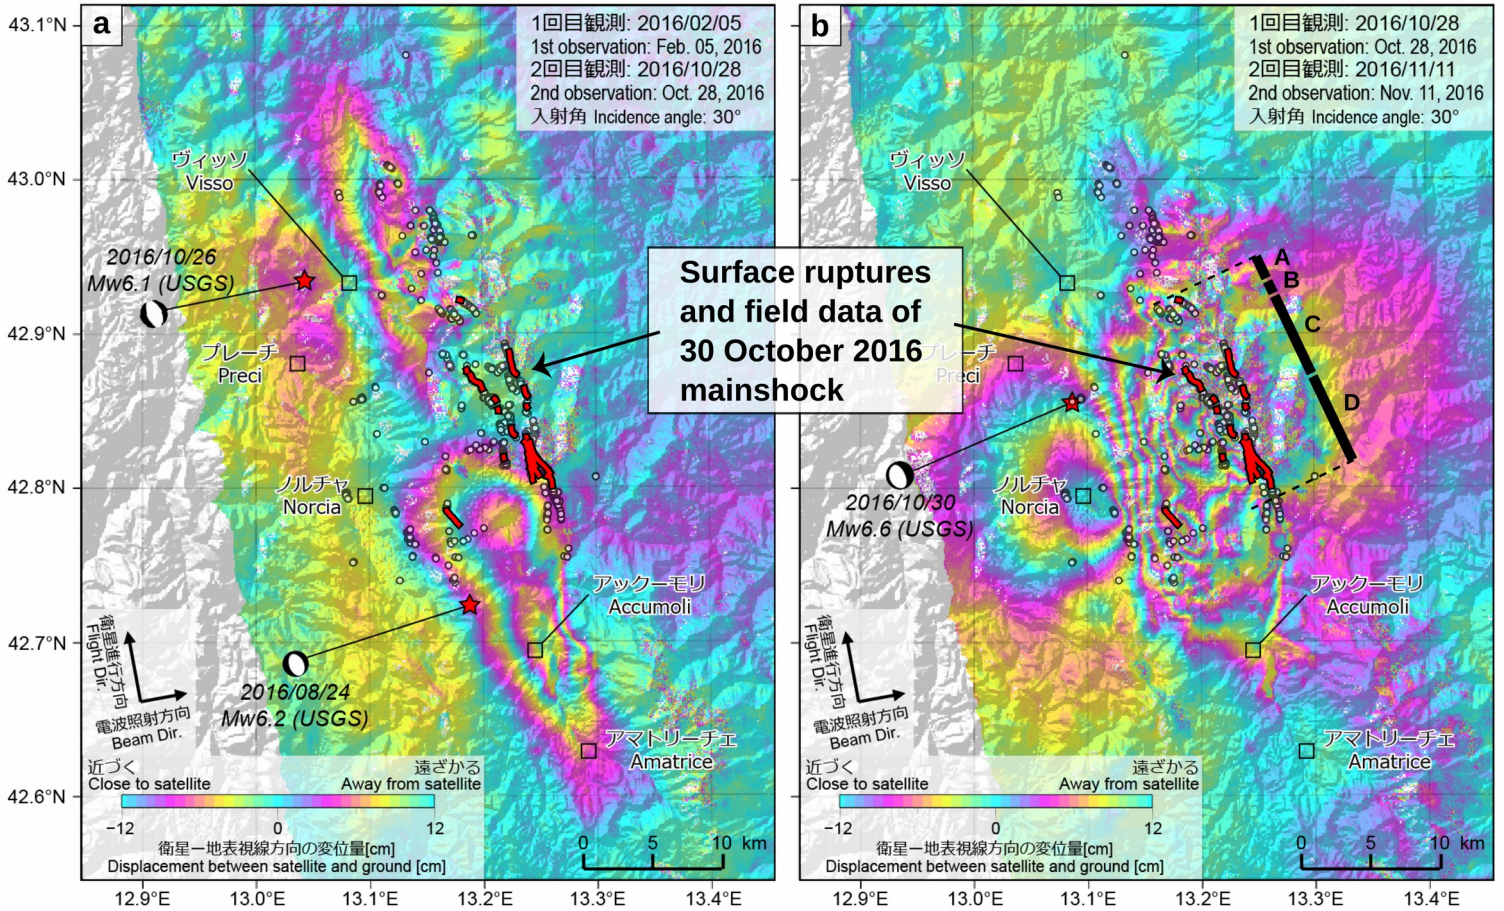 a
1回目観測: 2016/02/05
1st observation: Feb. 05, 2016
2回目観測: 2016/10/28
2nd observation: Oct. 28, 2016
入射角 Incidence angle: 30°
43.1°N
43.0°N
42.9°N
42.8°N
42.7°N
42.6°N
ヴィッソ
Visso
2016/10/26
Mw6.1 (USGS)
プレーチ
Preci
ノルチャ
Norcia
アックーモリ
Accumoli
2016/08/24
Mw6.2 (USGS)
アマトリーチェ
Amatrice
衛星進行方向
Flight Dir.
電波照射方向
Beam Dir.
近づく
遠ざかる
Close to satellite
Away from satellite
−12
0
12
衛星ー地表視線方向の変位量[cm]
Displacement between satellite and ground [cm]
0 5 10 km
12.9°E
13.0°E
13.1°E
13.2°E
13.3°E
13.4°E
Surface ruptures
and field data of
30 October 2016
mainshock
b
1回目観測: 2016/10/28
1st observation: Oct. 28, 2016
2回目観測: 2016/11/11
2nd observation: Nov. 11, 2016
入射角 Incidence angle: 30°
ヴィッソ
Visso
A
B
C
D
プレーチ
Preci
ノルチャ
Norcia
2016/10/30
Mw6.6 (USGS)
アックーモリ
Accumoli
アマトリーチェ
Amatrice
衛星進行方向
Flight Dir.
電波照射方向
Beam Dir.
近づく
遠ざかる
Close to satellite
Away from satellite
−12
0
12
衛星ー地表視線方向の変位量[cm]
Displacement between satellite and ground [cm]
0 5 10 km
12.9°E
13.0°E
13.1°E
13.2°E
13.3°E
13.4°E